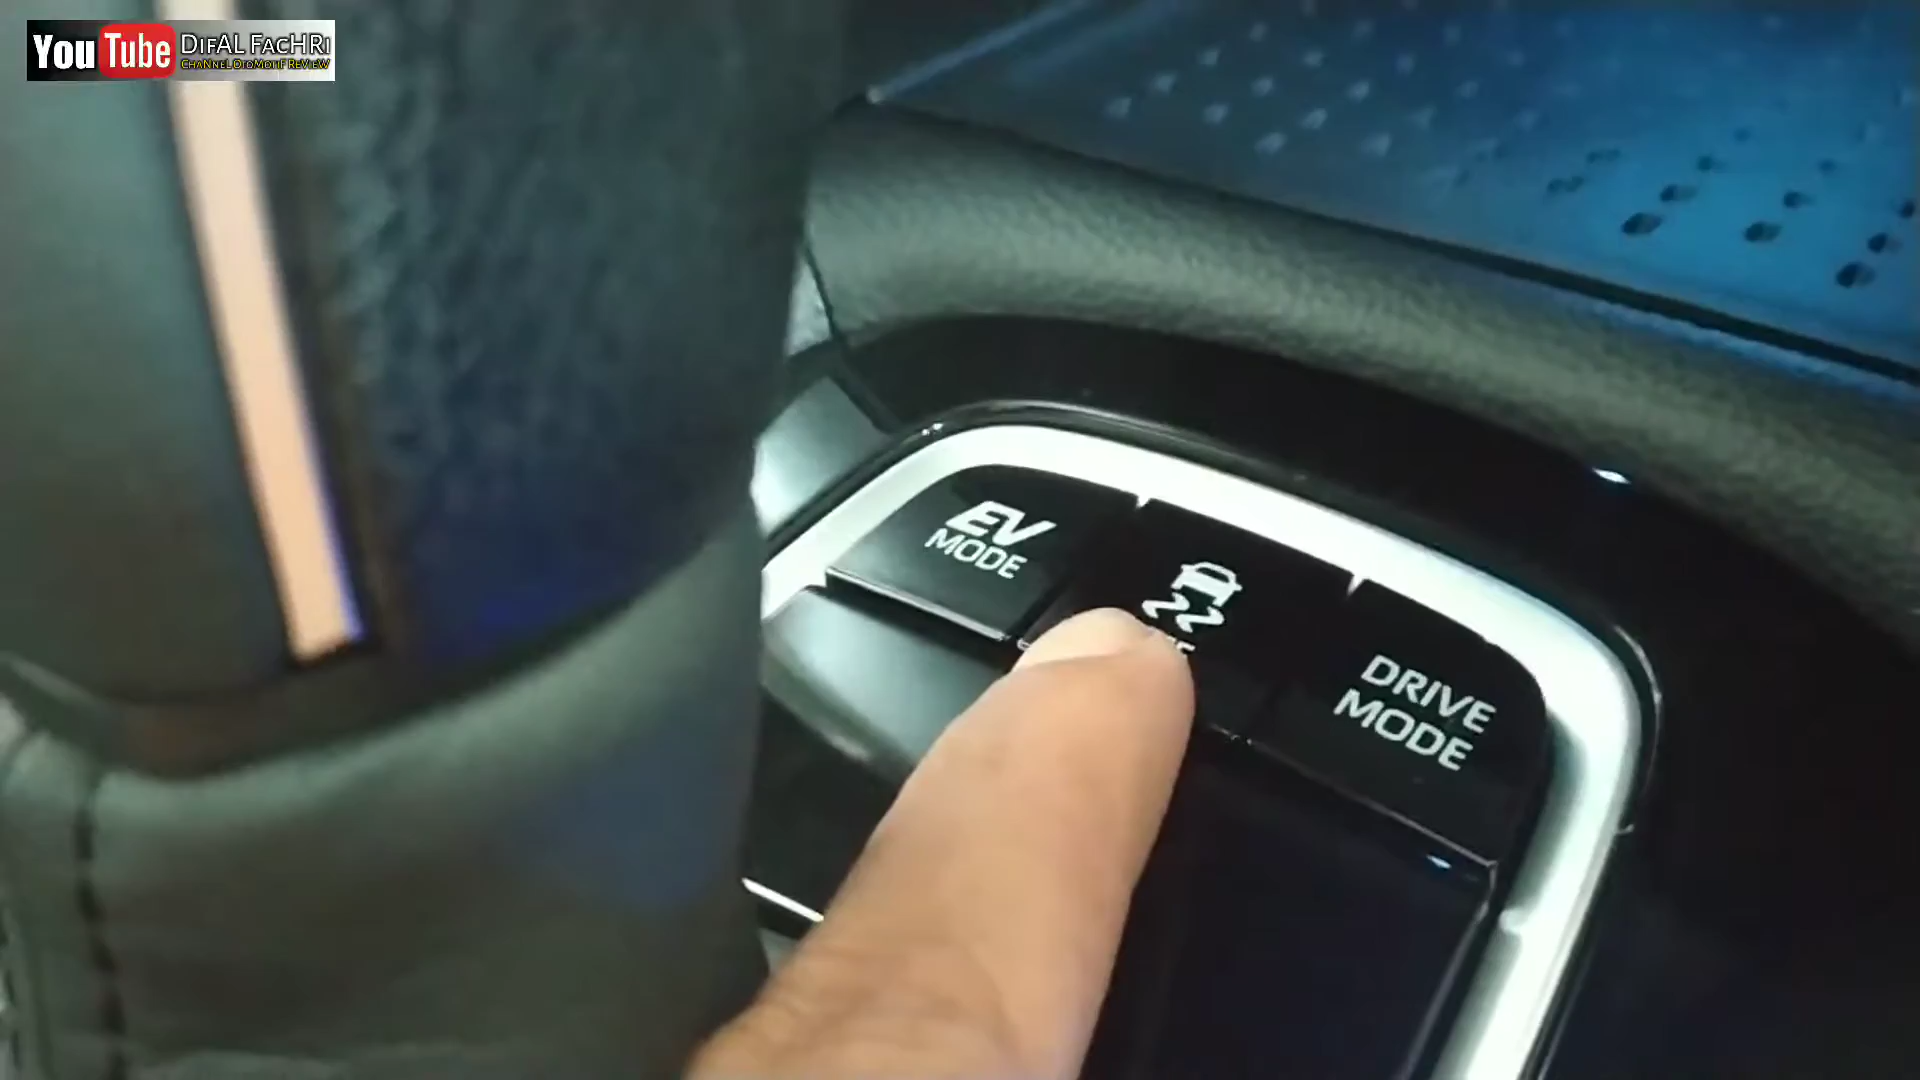 YouTube
DIFAL FACHRI
CHANNEL OTOMOTIF REVIEW
EV
MODE
DRIVE
MODE